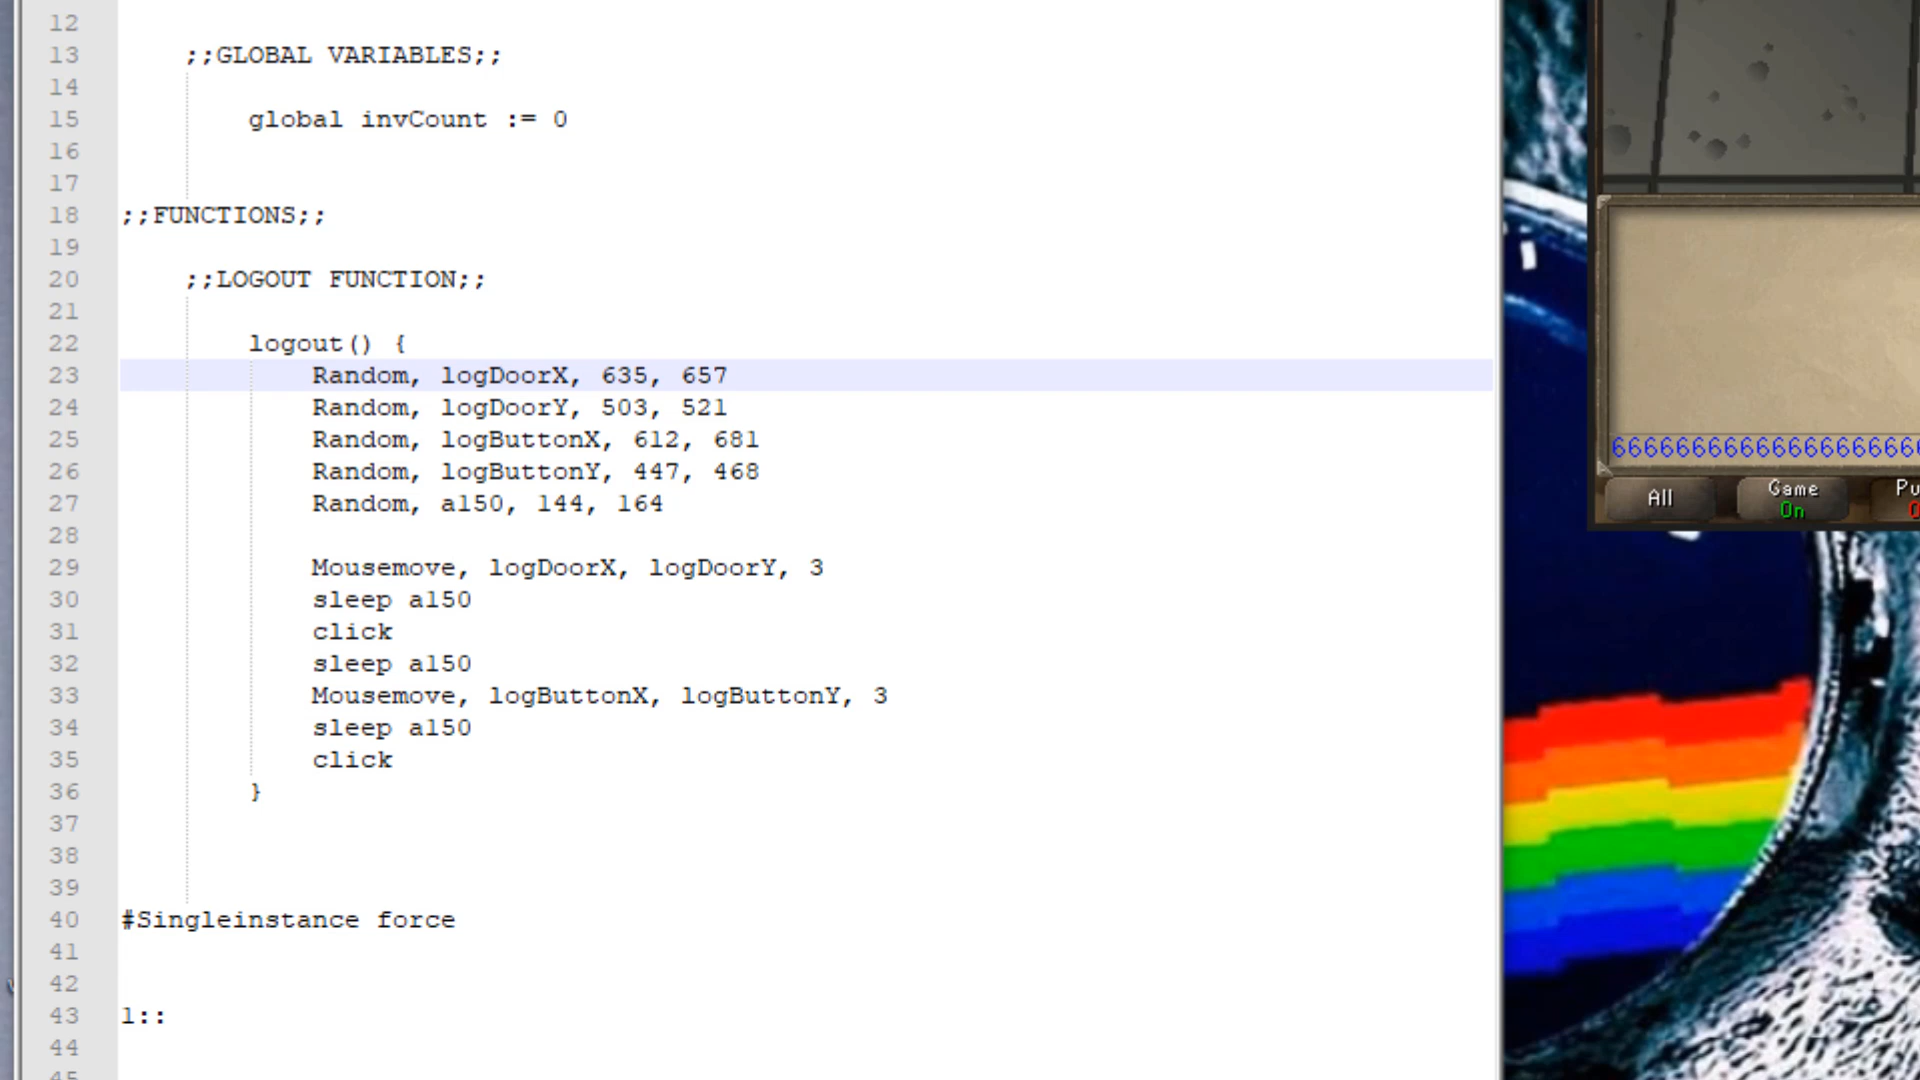 12
13 ;;GLOBAL VARIABLES;;
14
15 global invCount := 0
16
17
18 ;;FUNCTIONS;;
19
20 ;;LOGOUT FUNCTION;;
21
22 logout() {
23 Random, logDoorX, 635, 657
24 Random, logDoorY, 503, 521
25 Random, logButtonX, 612, 681
26 Random, logButtonY, 447, 468
27 Random, a150, 144, 164
28
29 Mousemove, logDoorX, logDoorY, 3
30 sleep a150
31 click
32 sleep a150
33 Mousemove, logButtonX, logButtonY, 3
34 sleep a150
35 click
36 }
37
38
39
40 #Singleinstance force
41
42
43 1::
44
45
66666666666666666666
All
Game
On